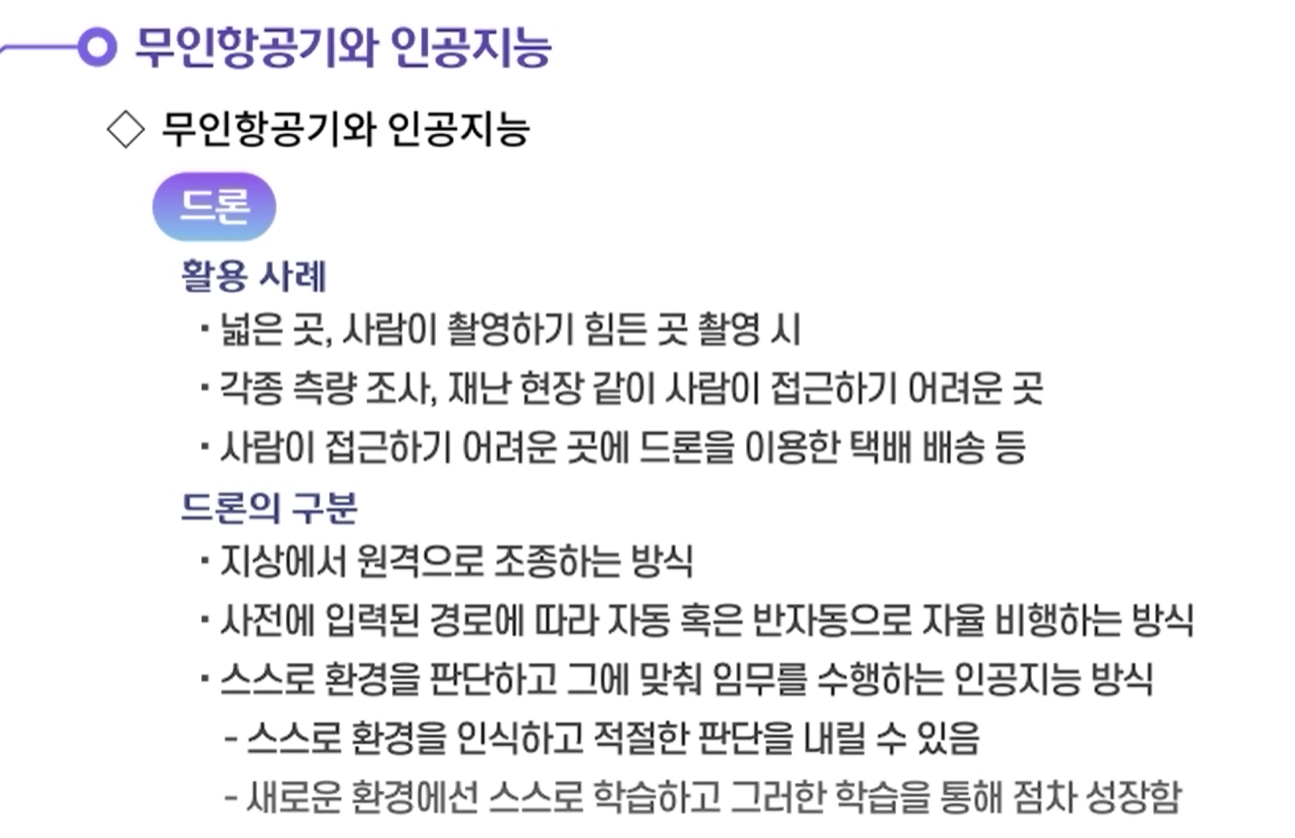 무인항공기와 인공지능
◇ 무인항공기와 인공지능
드론
활용 사례
· 넓은 곳, 사람이 촬영하기 힘든 곳 촬영 시
· 각종 측량 조사, 재난 현장 같이 사람이 접근하기 어려운 곳
· 사람이 접근하기 어려운 곳에 드론을 이용한 택배 배송 등
드론의 구분
· 지상에서 원격으로 조종하는 방식
· 사전에 입력된 경로에 따라 자동 혹은 반자동으로 자율 비행하는 방식
· 스스로 환경을 판단하고 그에 맞춰 임무를 수행하는 인공지능 방식
- 스스로 환경을 인식하고 적절한 판단을 내릴 수 있음
- 새로운 환경에선 스스로 학습하고 그러한 학습을 통해 점차 성장함